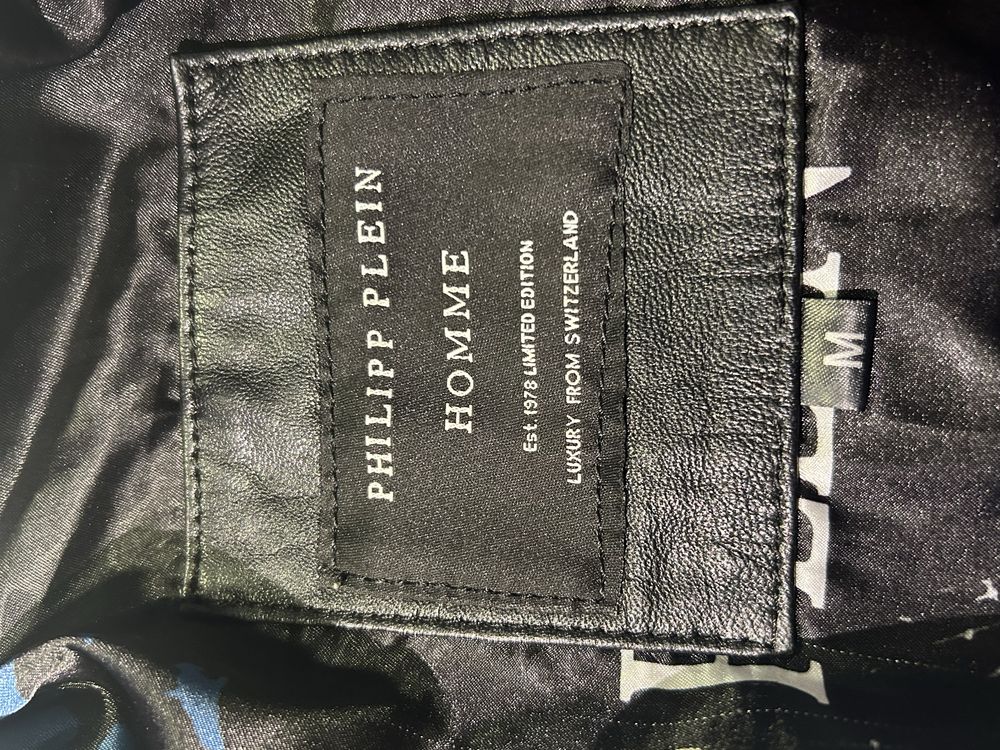 PHILIPP PLEIN
HOMME
Est. 1978 LIMITED EDITION
LUXURY FROM SWITZERLAND
M